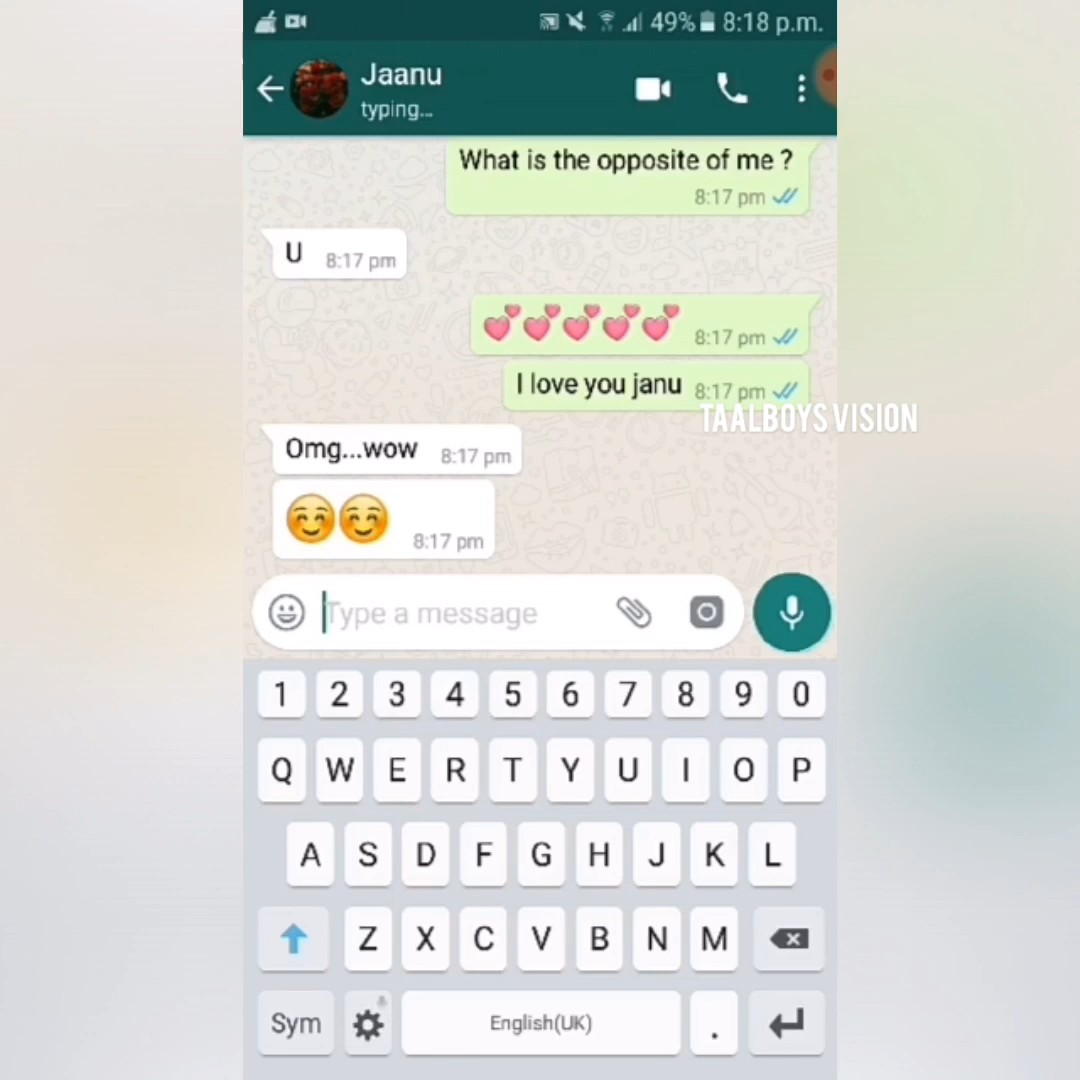 49% 8:18 p.m.
Jaanu
typing...
What is the opposite of me ?
8:17 pm
U 8:17 pm
💕💕💕💕💕 8:17 pm
I love you janu 8:17 pm
TAALBOYS VISION
Omg...wow 8:17 pm
☺️☺️ 8:17 pm
Type a message
1 2 3 4 5 6 7 8 9 0
Q W E R T Y U I O P
A S D F G H J K L
Z X C V B N M
Sym English(UK) .